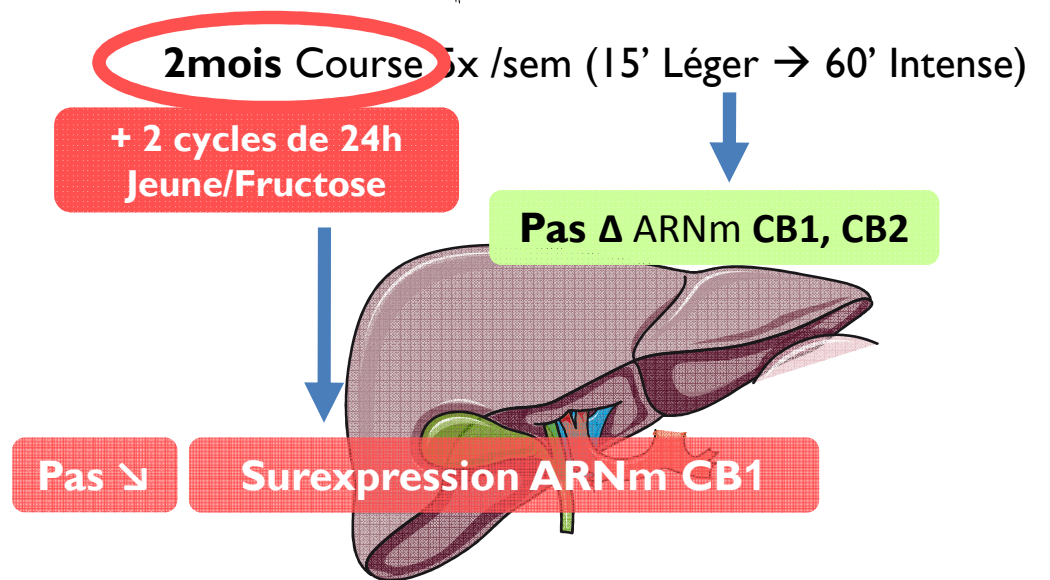 2mois Course 5x /sem (15' Léger → 60' Intense)
+ 2 cycles de 24h
Jeune/Fructose
Pas Δ ARNm CB1, CB2
Pas ↘ Surexpression ARNm CB1